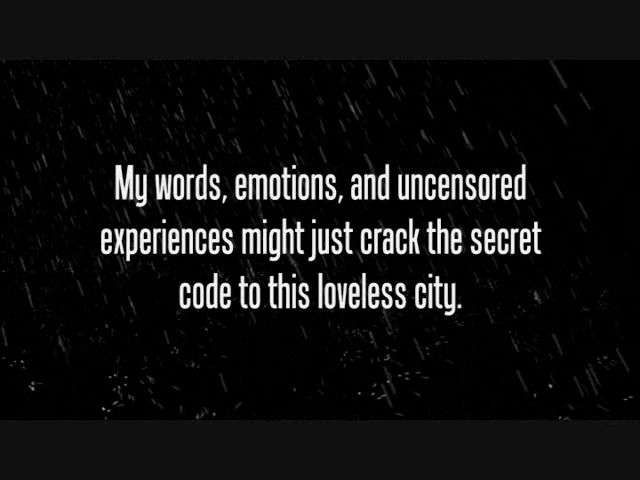 My words, emotions, and uncensored
experiences might just crack the secret
code to this loveless city.